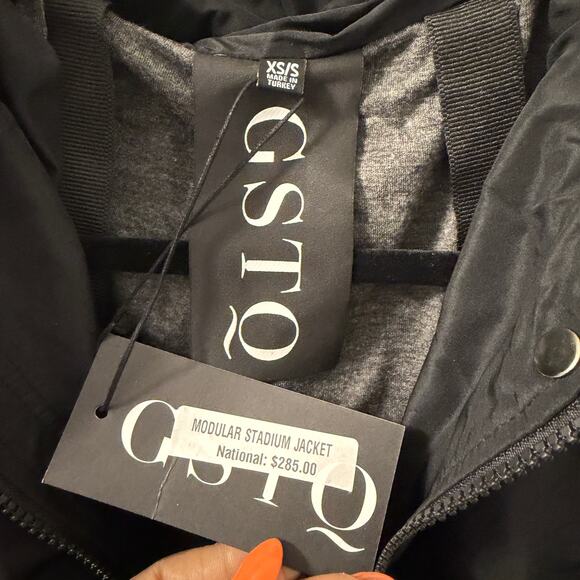 XS/S
MADE IN
TURKEY
GSTQ
GSTQ
MODULAR STADIUM JACKET
National: $285.00